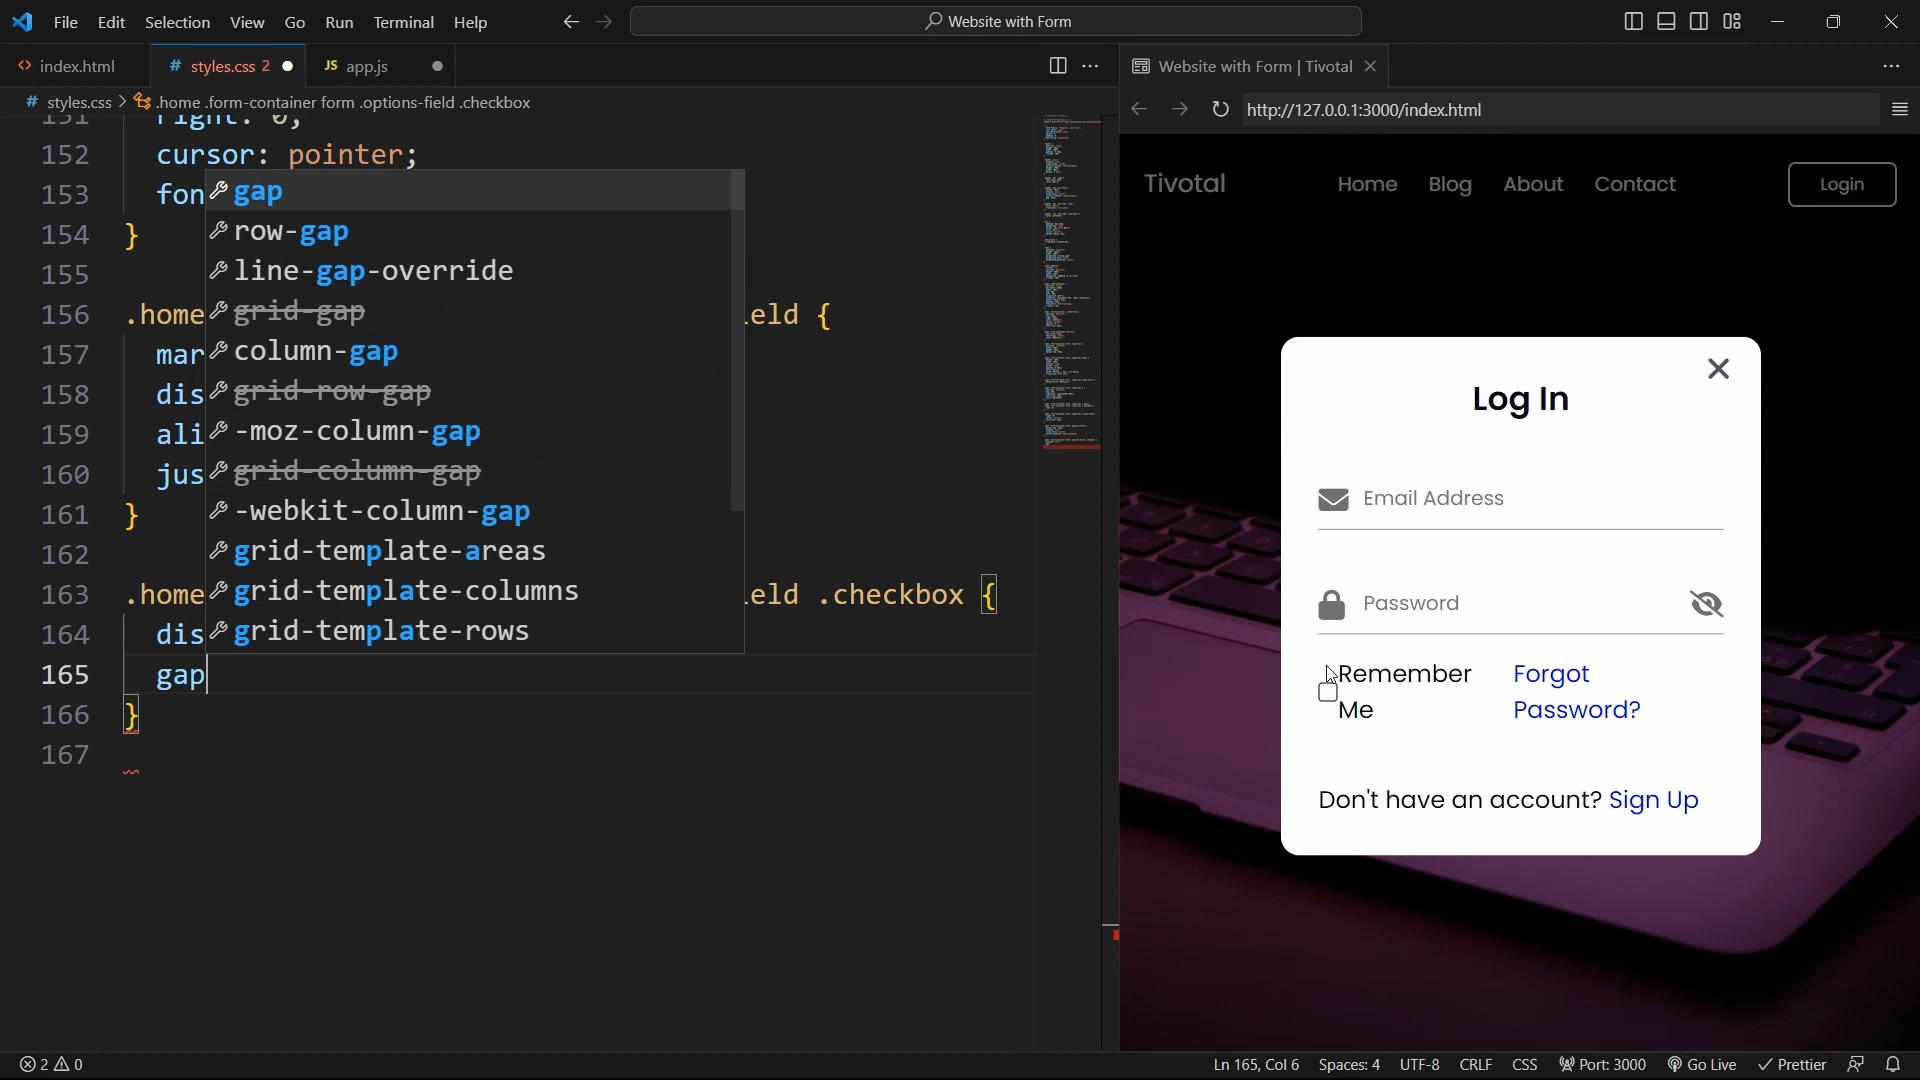 File Edit Selection View Go Run Terminal Help
Website with Form
index.html
# styles.css 2
JS app.js
Website with Form | Tivotal
# styles.css > .home .form-container form .options-field .checkbox
http://127.0.0.1:3000/index.html
151 right: 0;
152 cursor: pointer;
153 fon
154 }
155
156 .home eld {
157 mar
158 dis
159 ali
160 jus
161 }
162
163 .home eld .checkbox {
164 dis
165 gap
166 }
167
gap
row-gap
line-gap-override
grid-gap
column-gap
grid-row-gap
-moz-column-gap
grid-column-gap
-webkit-column-gap
grid-template-areas
grid-template-columns
grid-template-rows
Tivotal Home Blog About Contact Login
Log In
Email Address
Password
Remember
Me
Forgot
Password?
Don't have an account? Sign Up
2 0
Ln 165, Col 6 Spaces: 4 UTF-8 CRLF CSS Port: 3000 Go Live Prettier